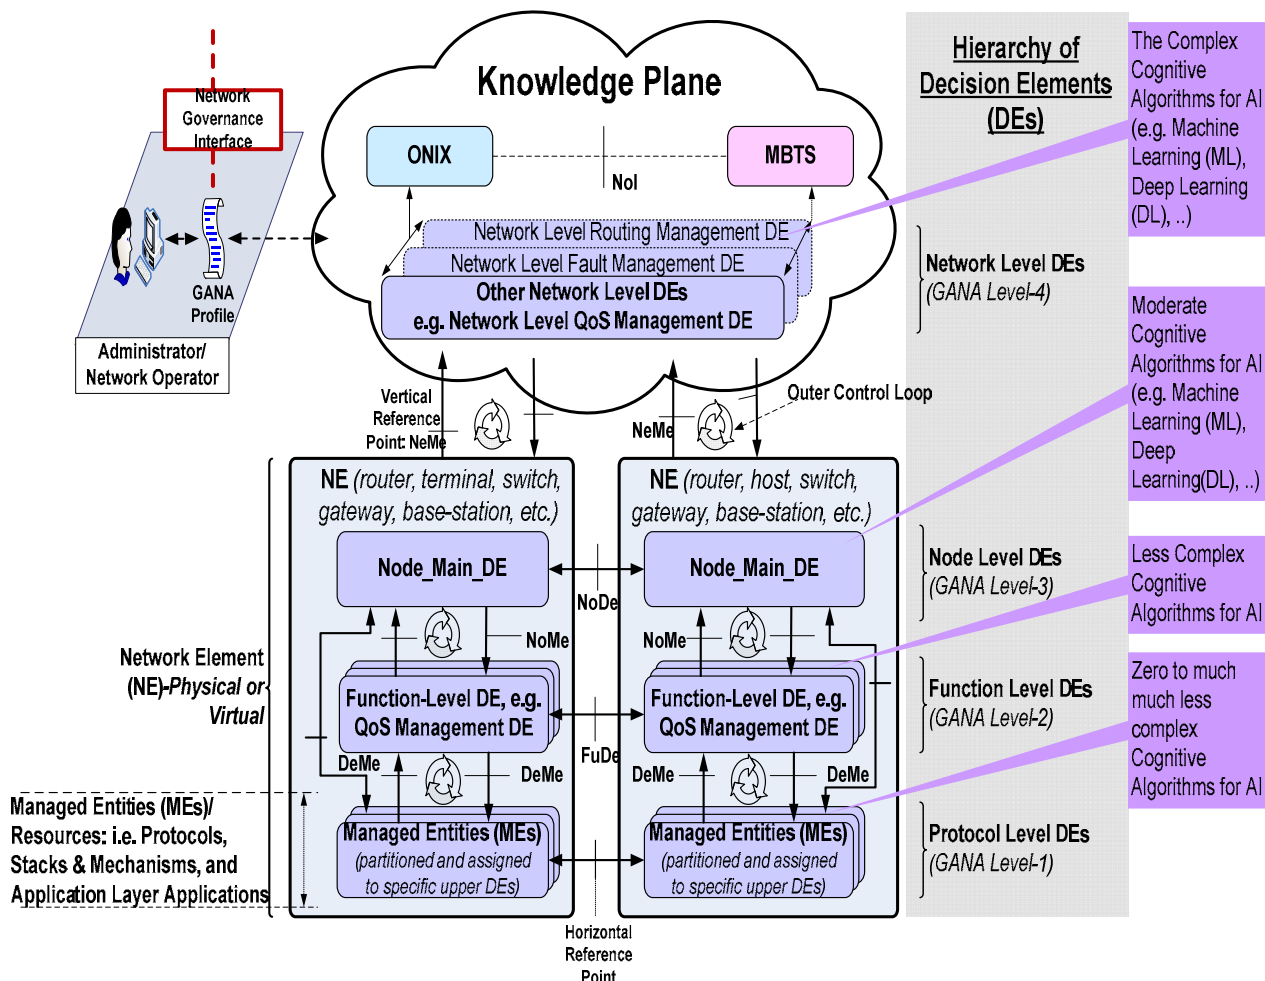 Network
Governance
Interface
GANA
Profile
Administrator/
Network Operator
Knowledge Plane
ONIX
MBTS
NoI
Network Level Routing Management DE
Network Level Fault Management DE
Other Network Level DEs
e.g. Network Level QoS Management DE
Vertical
Reference
Point: NeMe
NeMe
Outer Control Loop
NE (router, terminal, switch,
gateway, base-station, etc.)
Node_Main_DE
NoMe
Function-Level DE, e.g.
QoS Management DE
DeMe
DeMe
Managed Entities (MEs)
(partitioned and assigned
to specific upper DEs)
NoDe
FuDe
Horizontal
Reference
Point
NE (router, host, switch,
gateway, base-station, etc.)
Node_Main_DE
NoMe
Function-Level DE, e.g.
QoS Management DE
DeMe
DeMe
Managed Entities (MEs)
(partitioned and assigned
to specific upper DEs)
Network Element
(NE)-Physical or
Virtual
Managed Entities (MEs)/
Resources: i.e. Protocols,
Stacks & Mechanisms, and
Application Layer Applications
Hierarchy of
Decision Elements
(DEs)
Network Level DEs
(GANA Level-4)
Node Level DEs
(GANA Level-3)
Function Level DEs
(GANA Level-2)
Protocol Level DEs
(GANA Level-1)
The Complex
Cognitive
Algorithms for AI
(e.g. Machine
Learning (ML),
Deep Learning
(DL), ..)
Moderate
Cognitive
Algorithms for AI
(e.g. Machine
Learning (ML),
Deep
Learning(DL), ..)
Less Complex
Cognitive
Algorithms for AI
Zero to much
much less
complex
Cognitive
Algorithms for AI